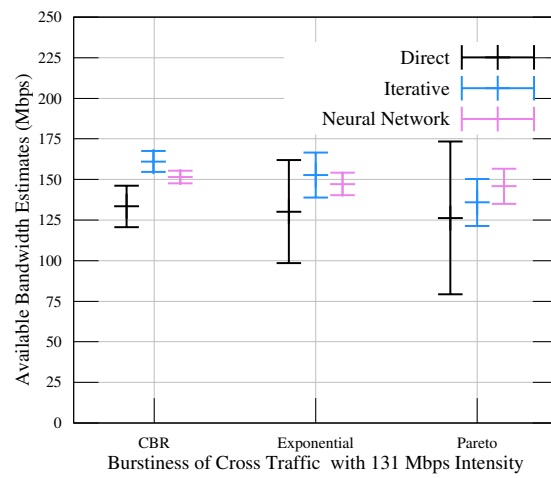 250
225
200
175
150
125
100
75
50
25
0
Available Bandwidth Estimates (Mbps)
Direct
Iterative
Neural Network
CBR Exponential Pareto
Burstiness of Cross Traffic with 131 Mbps Intensity